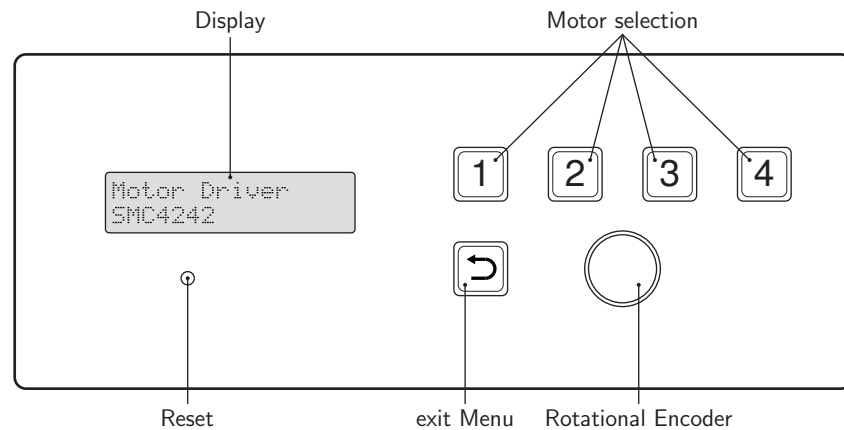 Display
Motor selection
1 2 3 4
Motor Driver
SMC4242
Reset
exit Menu
Rotational Encoder